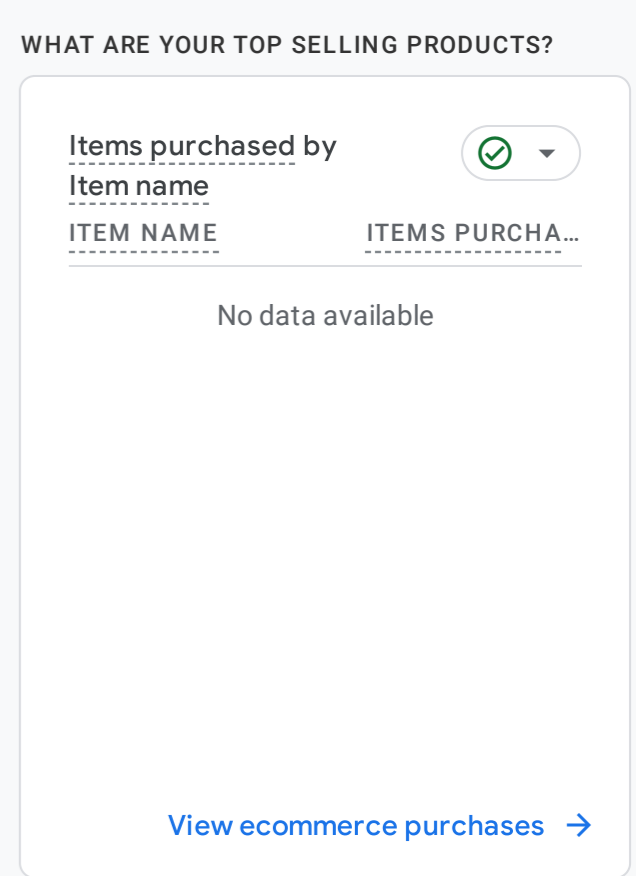 WHAT ARE YOUR TOP SELLING PRODUCTS?
Items purchased by
Item name
ITEM NAME ITEMS PURCHA...
No data available
View ecommerce purchases